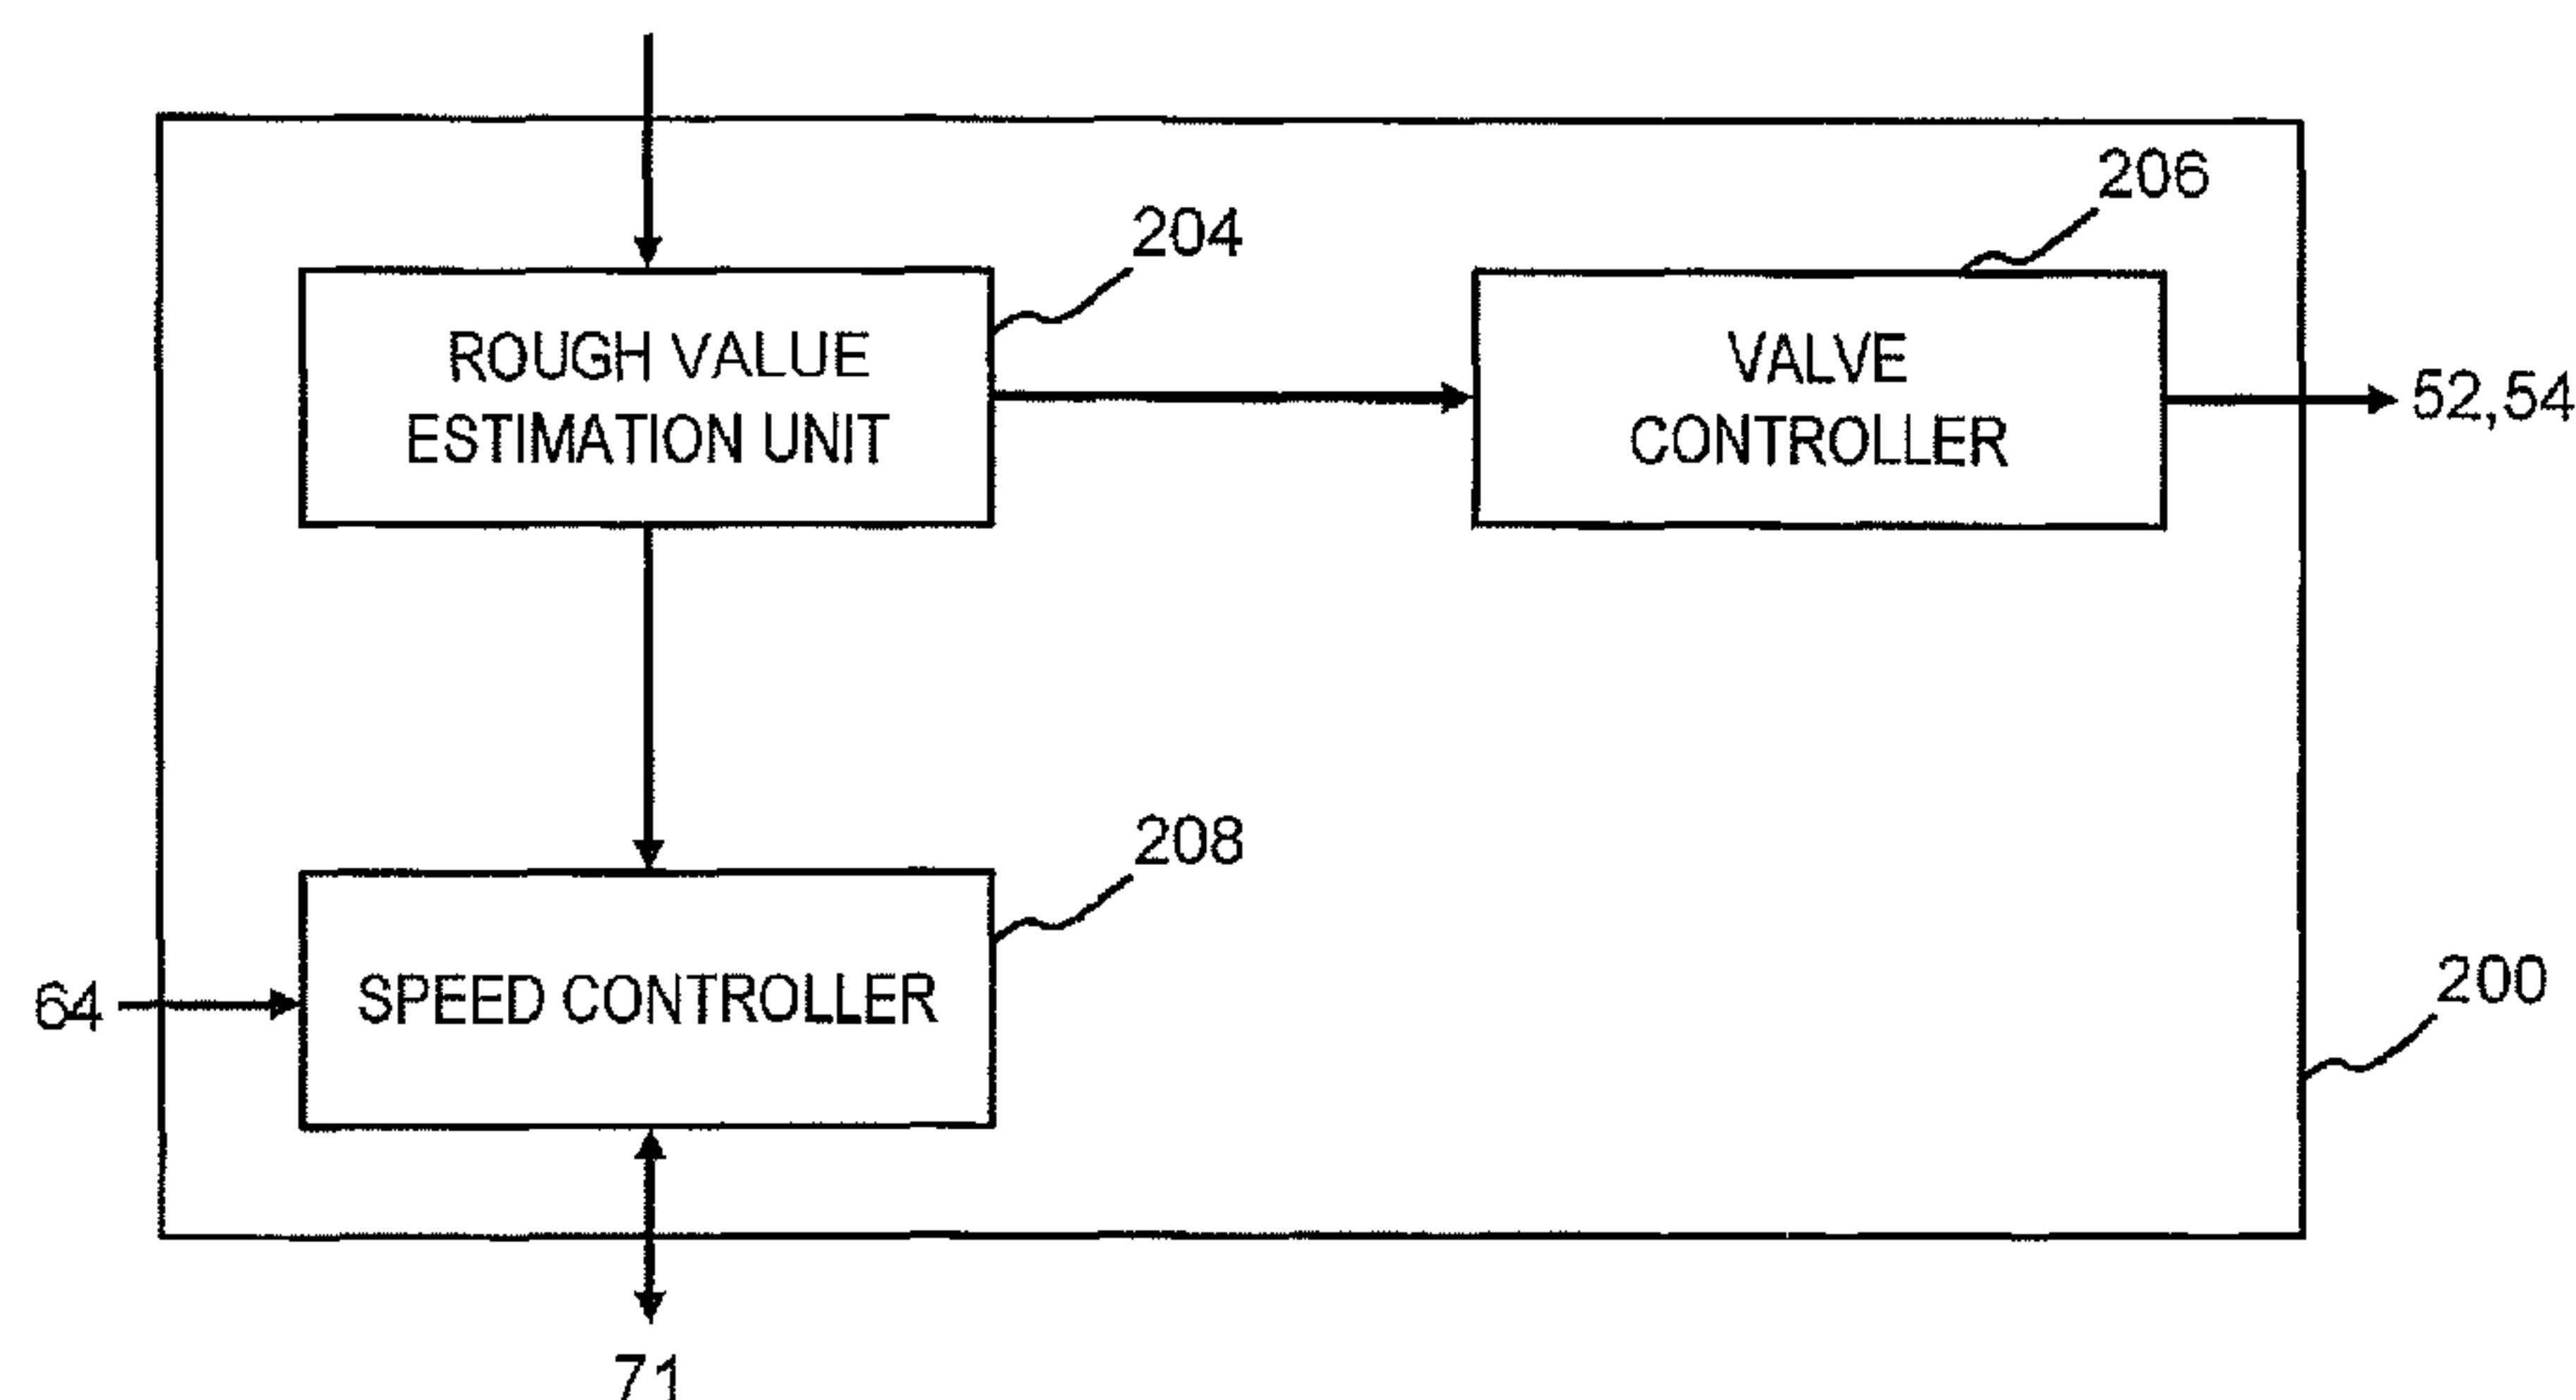 206
204
ROUGH VALUE
ESTIMATION UNIT
VALVE
CONTROLLER
52,54
208
64
SPEED CONTROLLER
200
71